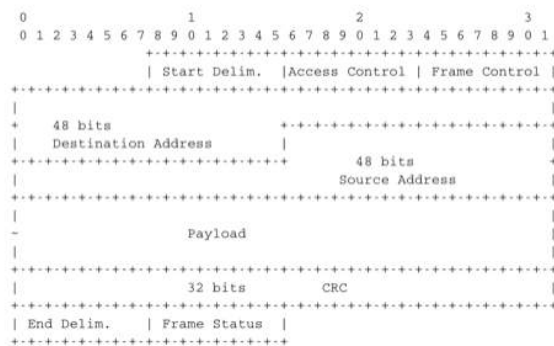 0 1 2 3
0 1 2 3 4 5 6 7 8 9 0 1 2 3 4 5 6 7 8 9 0 1 2 3 4 5 6 7 8 9 0 1
| Start Delim. |Access Control | Frame Control |
48 bits
Destination Address
48 bits
Source Address
Payload
32 bits CRC
| End Delim. | Frame Status |